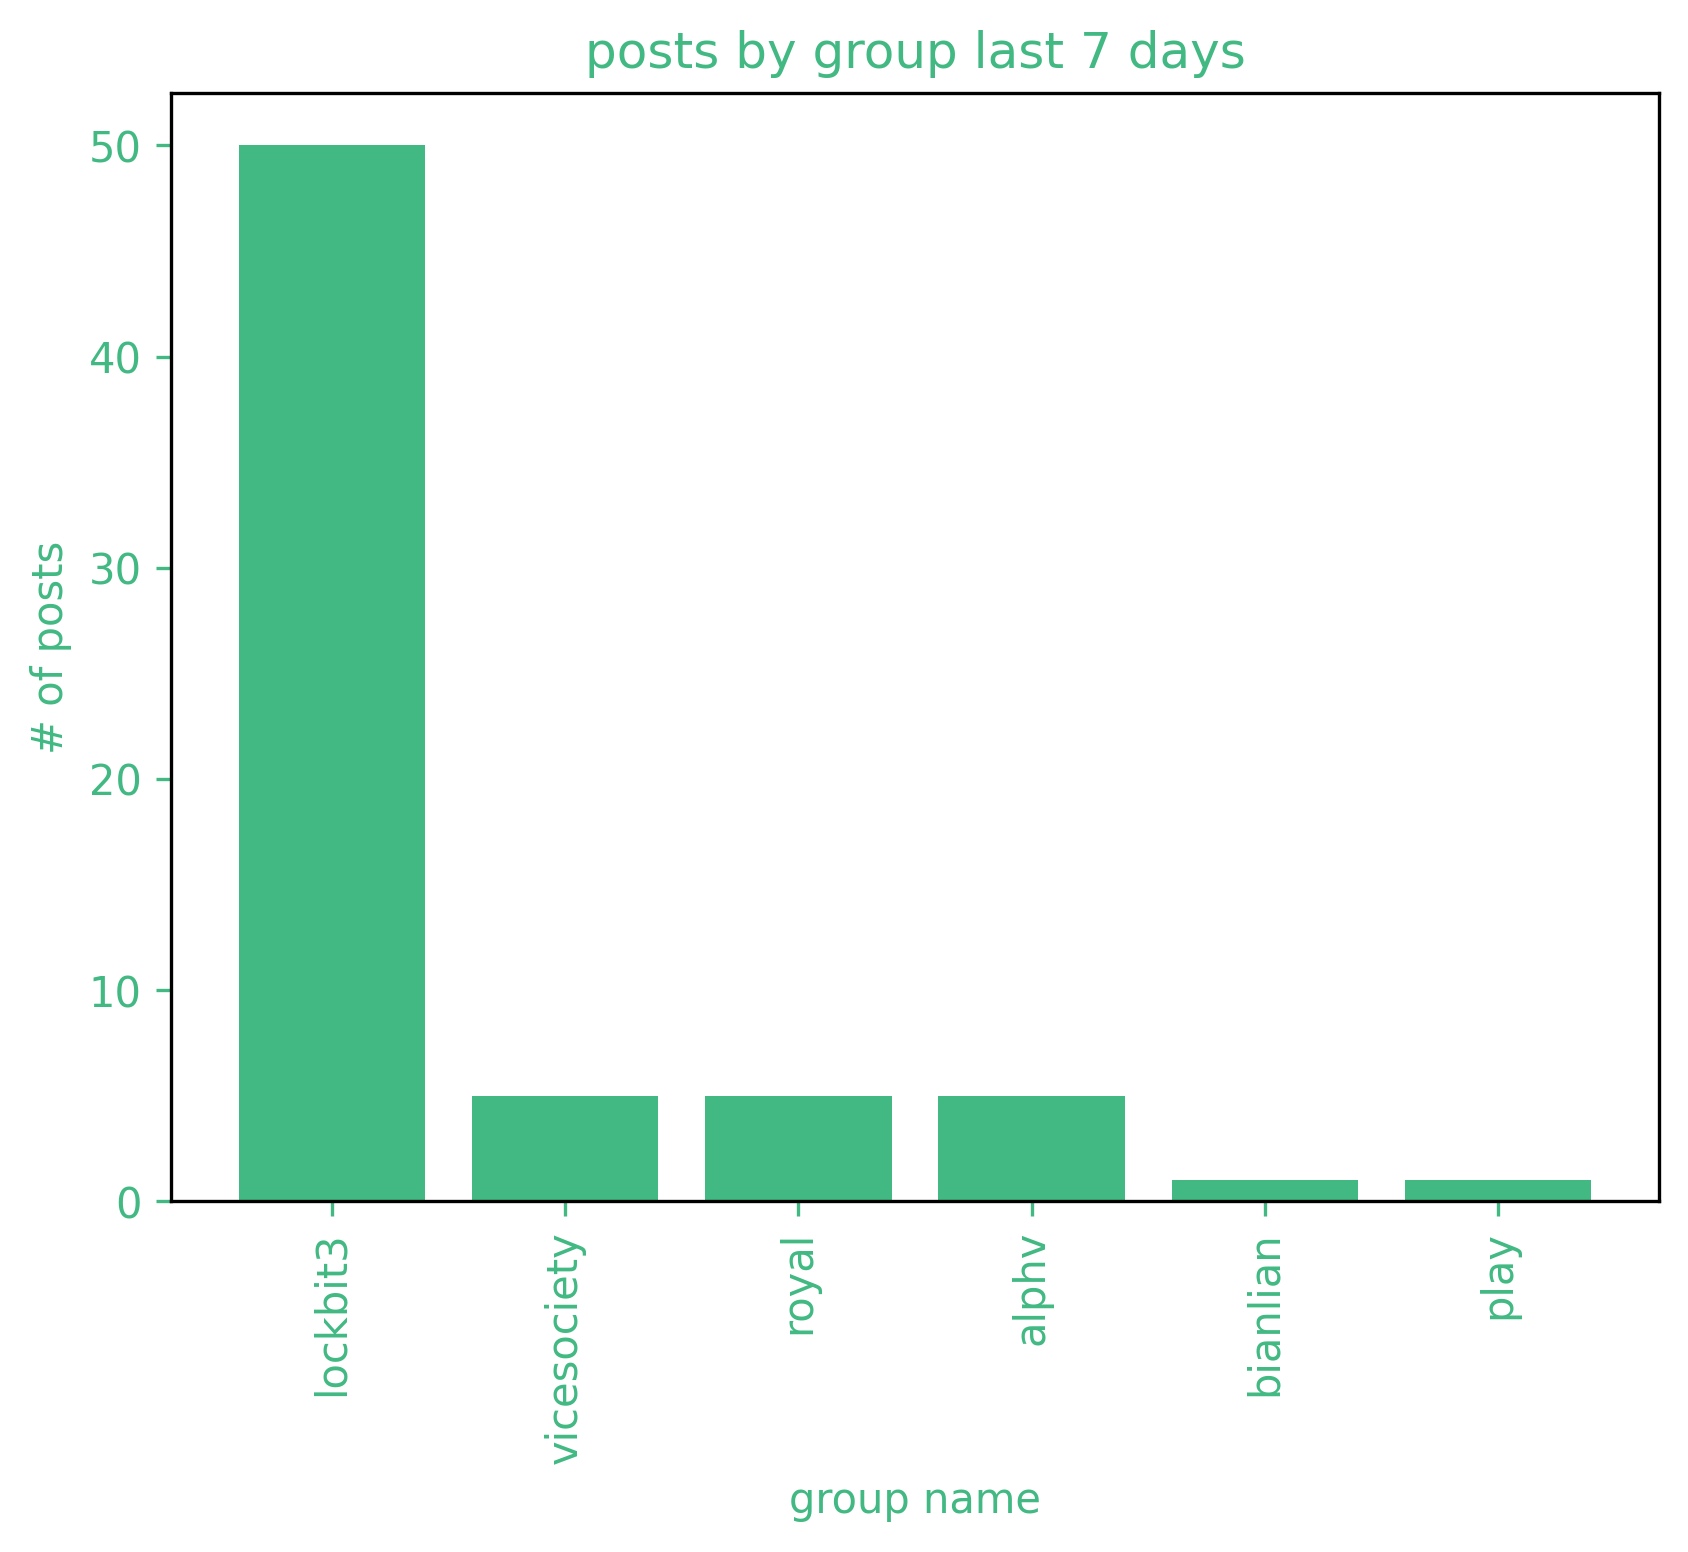 posts by group last 7 days
# of posts
50
40
30
20
10
0
lockbit3
vicesociety
royal
alphv
bianlian
play
group name